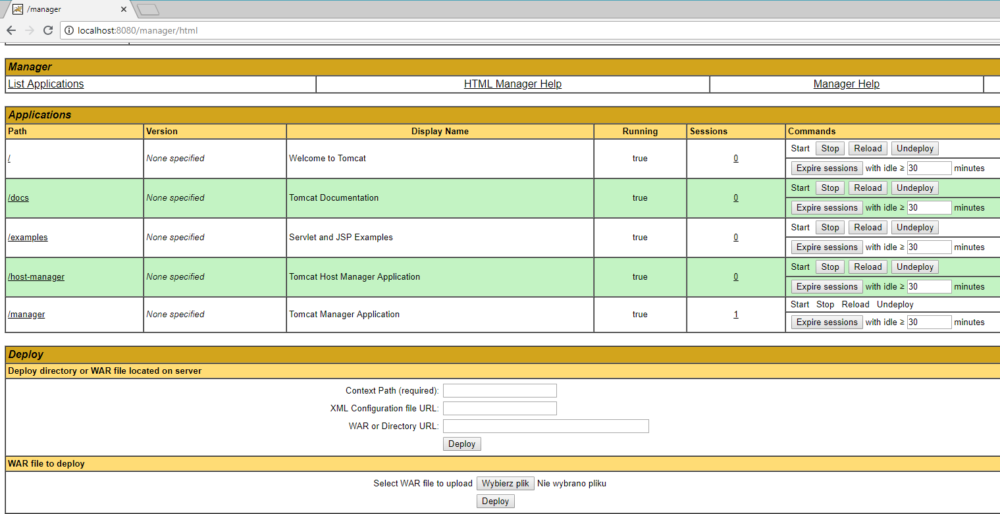 /manager
localhost:8080/manager/html
Manager
List Applications HTML Manager Help Manager Help
Applications
Path Version Display Name Running Sessions Commands
/ None specified Welcome to Tomcat true 0 Start Stop Reload Undeploy
Expire sessions with idle ≥ 30 minutes
/docs None specified Tomcat Documentation true 0 Start Stop Reload Undeploy
Expire sessions with idle ≥ 30 minutes
/examples None specified Servlet and JSP Examples true 0 Start Stop Reload Undeploy
Expire sessions with idle ≥ 30 minutes
/host-manager None specified Tomcat Host Manager Application true 0 Start Stop Reload Undeploy
Expire sessions with idle ≥ 30 minutes
/manager None specified Tomcat Manager Application true 1 Start Stop Reload Undeploy
Expire sessions with idle ≥ 30 minutes
Deploy
Deploy directory or WAR file located on server
Context Path (required):
XML Configuration file URL:
WAR or Directory URL:
Deploy
WAR file to deploy
Select WAR file to upload Wybierz plik Nie wybrano pliku
Deploy